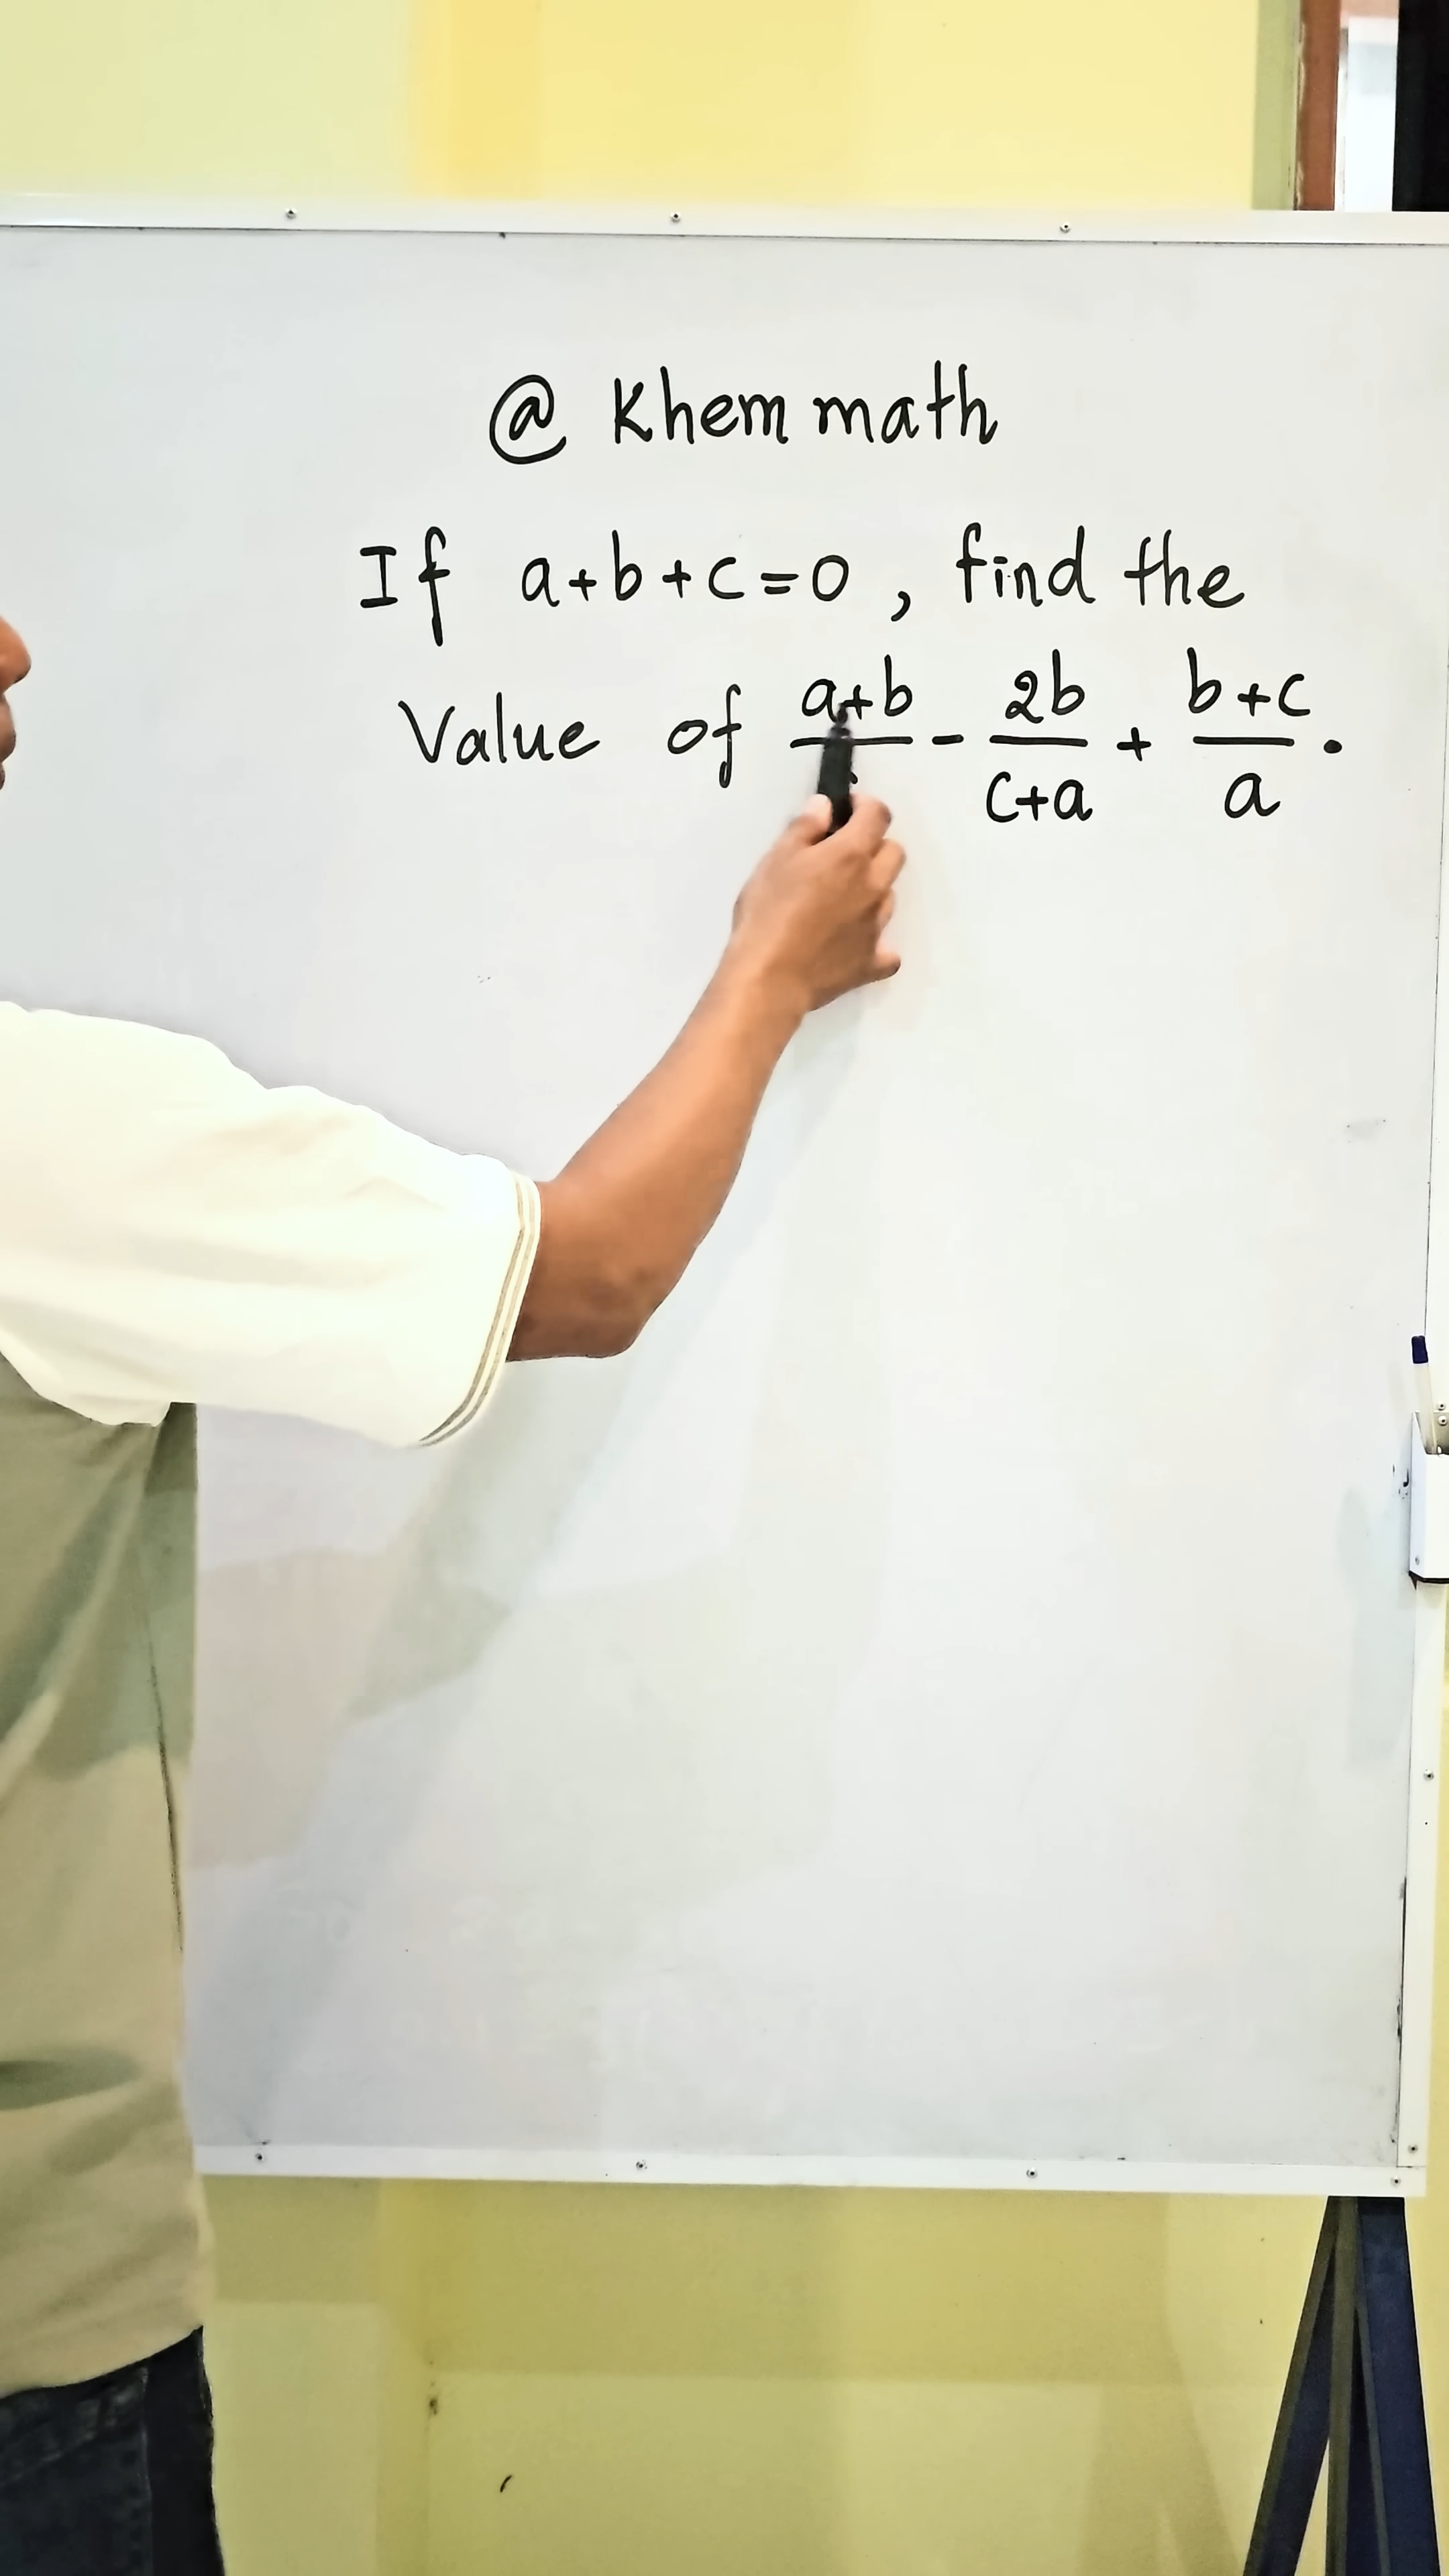 @ Khem math
If a+b+c=0, find the
Value of (a+b)/ - 2b/(c+a) + (b+c)/a .